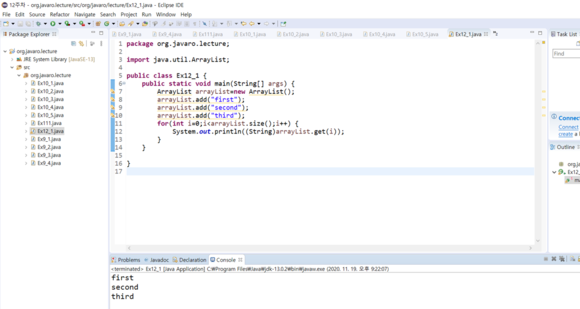 12주차 - org.javaro.lecture/src/org/javaro/lecture/Ex12_1.java - Eclipse IDE
File Edit Source Refactor Navigate Search Project Run Window Help
Package Explorer
Ex9_1.java Ex9_4.java Ex111.java Ex10_1.java Ex10_2.java Ex10_3.java Ex10_4.java Ex10_5.java Ex12_1.java
Task List
org.javaro.lecture
JRE System Library [JavaSE-13]
src
org.javaro.lecture
Ex10_1.java
Ex10_2.java
Ex10_3.java
Ex10_4.java
Ex10_5.java
Ex111.java
Ex12_1.java
Ex9_1.java
Ex9_2.java
Ex9_3.java
Ex9_4.java
1 package org.javaro.lecture;
2
3 import java.util.ArrayList;
4
5 public class Ex12_1 {
6 public static void main(String[] args) {
7 ArrayList arrayList=new ArrayList();
8 arrayList.add("first");
9 arrayList.add("second");
10 arrayList.add("third");
11 for(int i=0;i<arrayList.size();i++) {
12 System.out.println((String)arrayList.get(i));
13 }
14 }
15
16 }
17
Find
Connect
Connect
create a
Outline
org.ja
Ex12_
ma
Problems Javadoc Declaration Console
<terminated> Ex12_1 [Java Application] C:₩Program Files₩Java₩jdk-13.0.2₩bin₩javaw.exe (2020. 11. 19. 오후 9:22:07)
first
second
third